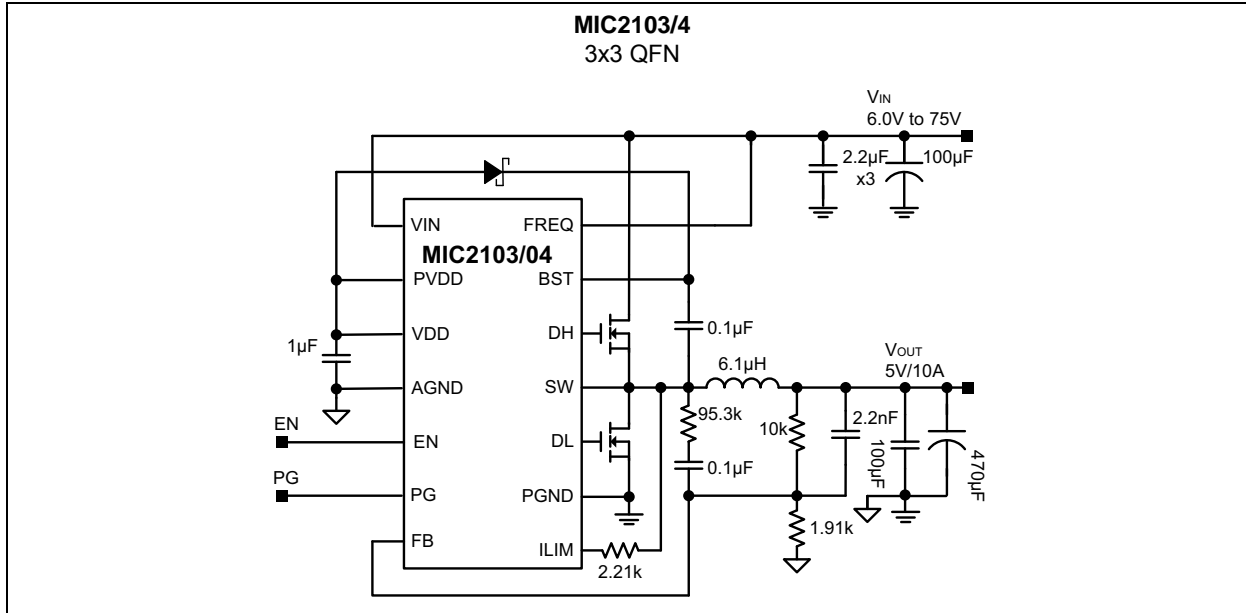 MIC2103/4
3x3 QFN
VIN
6.0V to 75V
2.2µF
x3
100µF
VIN
FREQ
MIC2103/04
PVDD
BST
VDD
DH
0.1µF
1µF
6.1µH
VOUT
5V/10A
AGND
SW
95.3k
10k
2.2nF
100µF
470µF
EN
EN
DL
0.1µF
PG
PG
PGND
1.91k
FB
ILIM
2.21k